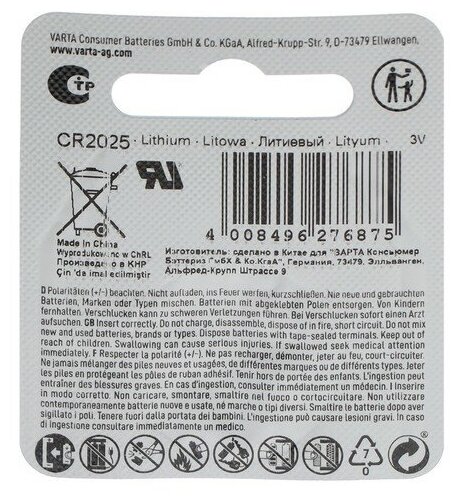 VARTA Consumer Batteries GmbH & Co. KGaA, Alfred-Krupp-Str. 9, D-73479 Ellwangen,
www.varta-ag.com
CTP
CR2025 · Lithium · Litowa · Литиевый · Lityum · 3V
4 008496 276875
Made In China
Wyprodukowano w ChRL
Произведено в КНР
Çin 'de imal edilmiştir
Изготовитель: сделано в Китае для "ВАРТА Консьюмер
Бэттериз ГмбХ & Ко.КгаА", Германия, 73479, Элльванген,
Альфред-Крупп Штрассе 9
D Polaritäten (+/-) beachten. Nicht aufladen, ins Feuer werfen, kurzschließen. Nie neue und gebrauchten
Batterien, Marken oder Typen mischen. Batterien mit abgeklebten Polen entsorgen. Von Kindern
fernhalten. Verschlucken kann zu schweren Verletzungen führen. Bei Verschlucken sofort einen Arzt
aufsuchen. GB Insert correctly. Do not charge, disassemble, dispose of in fire, short circuit. Do not mix
new and used batteries, brands or types. Dispose batteries with tape-sealed terminals. Keep out of
reach of children. Swallowing can cause serious injuries. If swallowed seek medical attention
immediately. F Respecter la polarité (+/-). Ne pas recharger, démonter, jeter au feu, court-circuiter.
Ne jamais mélanger des piles neuves et usagées, de différentes marques ou de différents types. Jeter
les piles en protégeant les pôles de ruban adhésif. Tenir hors de portée des enfants. L'ingestion peut
entraîner des blessures graves. En cas d'ingestion, consulter immédiatement un médecin. I Inserire
in modo corretto. Non caricare, smontare, smaltire nel fuoco o corto circuitare. Non utilizzare
contemporaneamente batterie nuove e usate, né marche o tipi diversi. Smaltire le batterie dopo aver
sigillato i poli. Tenere fuori dalla portata dei bambini. L'ingestione può causare lesioni gravi. In caso
di ingestione consultare immediatamente un medico.
7
0